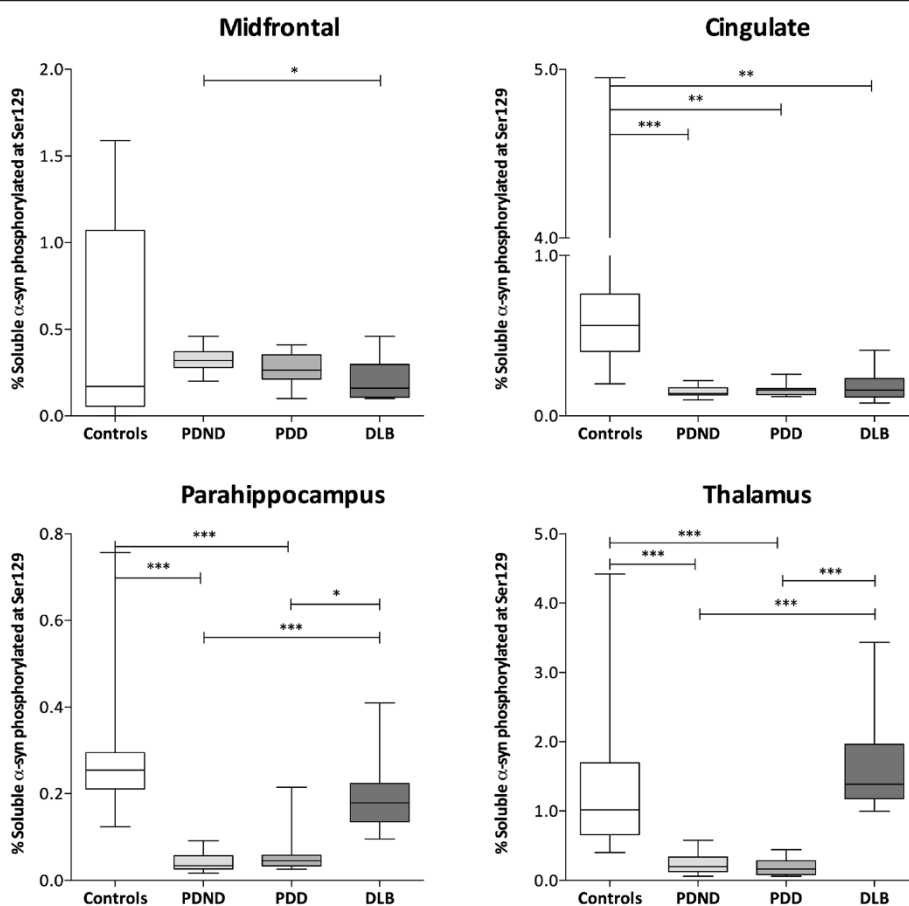 Midfrontal
% Soluble α-syn phosphorylated at Ser129
2.0
1.5
1.0
0.5
0.0
*
Controls PDND PDD DLB
Cingulate
% Soluble α-syn phosphorylated at Ser129
5.0
4.0
1.0
0.0
**
**
***
Controls PDND PDD DLB
Parahippocampus
% Soluble α-syn phosphorylated at Ser129
0.8
0.6
0.4
0.2
0.0
***
***
*
***
Controls PDND PDD DLB
Thalamus
% Soluble α-syn phosphorylated at Ser129
5.0
4.0
3.0
2.0
1.0
0.0
***
***
***
***
Controls PDND PDD DLB